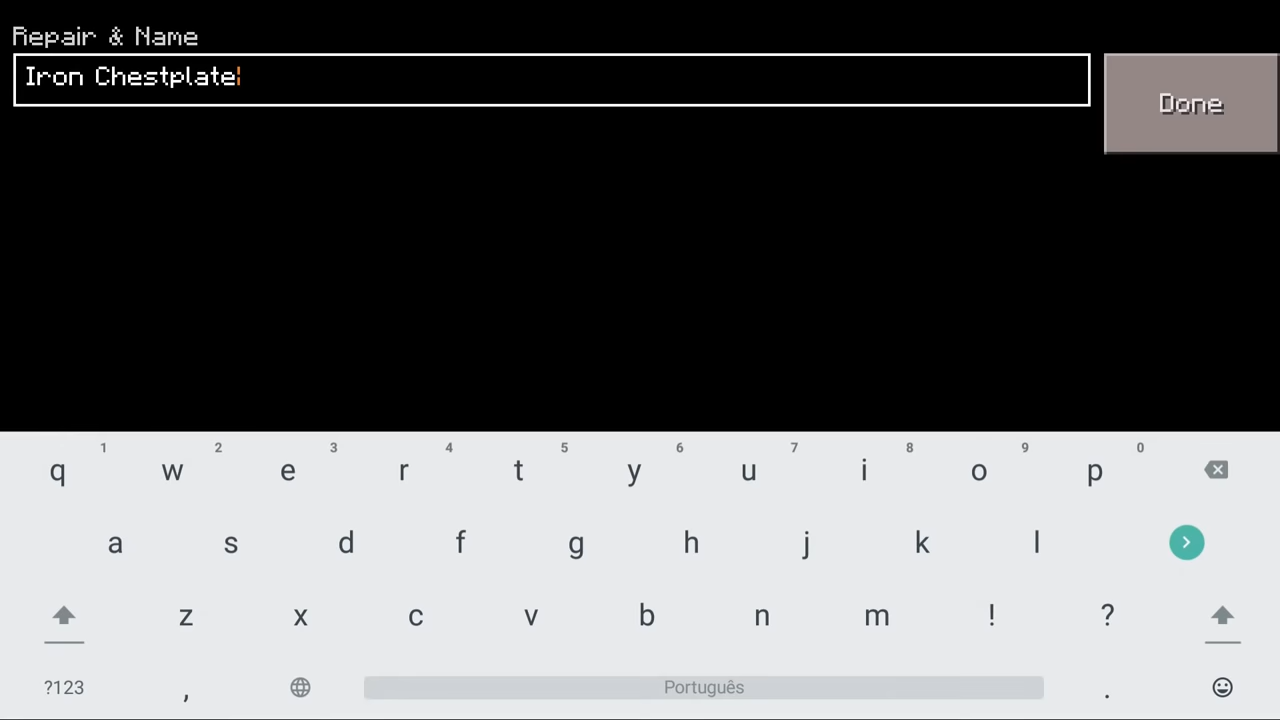 Repair & Name
Iron Chestplate
Done
1 2 3 4 5 6 7 8 9 0
q w e r t y u i o p
a s d f g h j k l
z x c v b n m ! ?
?123 , Português .